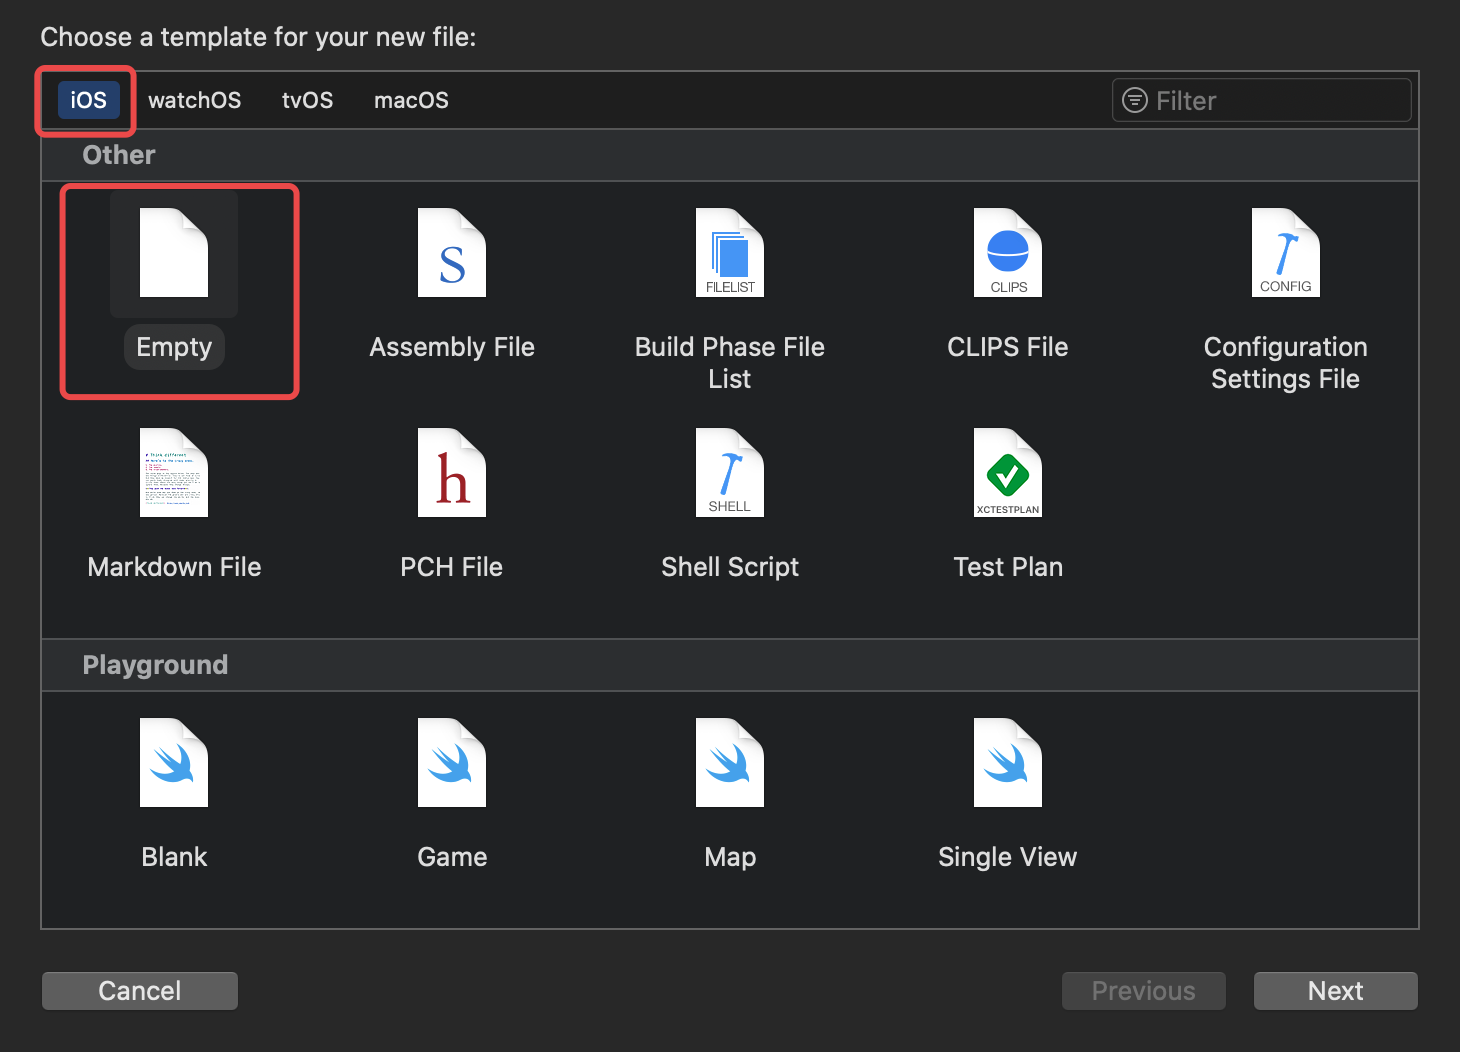 Choose a template for your new file:
iOS watchOS tvOS macOS Filter
Other
S FILELIST CLIPS CONFIG
Empty Assembly File Build Phase File List CLIPS File Configuration Settings File
h SHELL XCTESTPLAN
Markdown File PCH File Shell Script Test Plan
Playground
Blank Game Map Single View
Cancel Previous Next